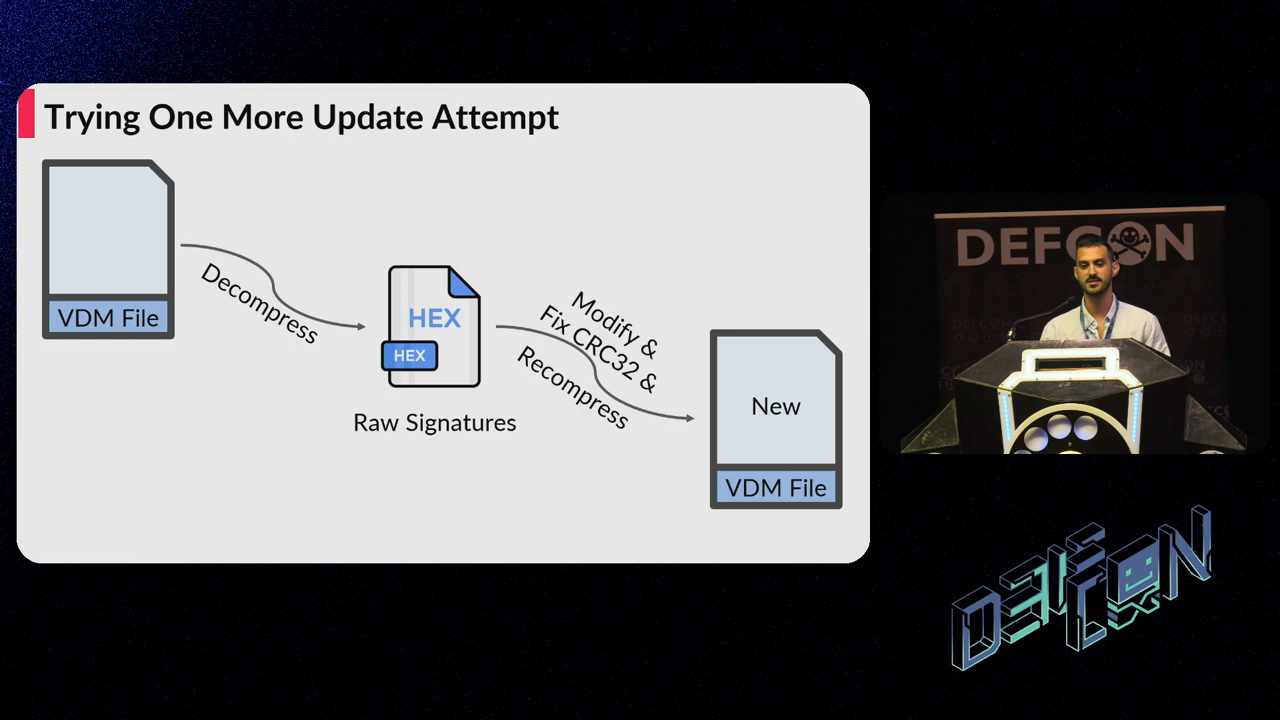 Trying One More Update Attempt
VDM File
Decompress
HEX
HEX
Raw Signatures
Modify &
Fix CRC32 &
Recompress
New
VDM File
DEFCON
DEFCON